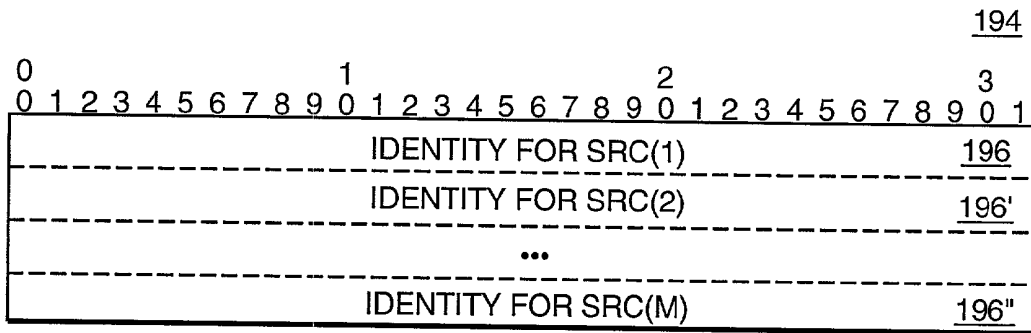 194
0 1 2 3
0 1 2 3 4 5 6 7 8 9 0 1 2 3 4 5 6 7 8 9 0 1 2 3 4 5 6 7 8 9 0 1
IDENTITY FOR SRC(1) 196
IDENTITY FOR SRC(2) 196'
•••
IDENTITY FOR SRC(M) 196"